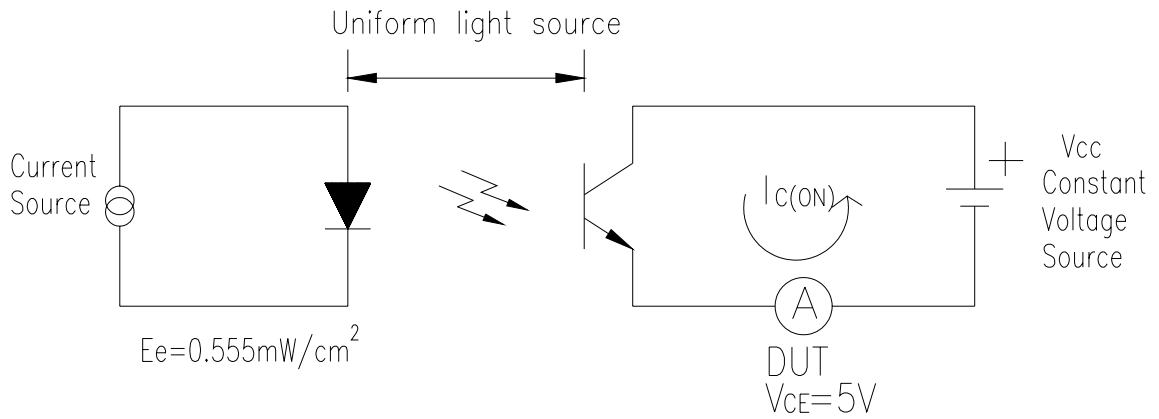 Uniform light source
Current
Source
IC(ON)
+
Vcc
Constant
Voltage
Source
A
Ee=0.555mW/cm²
DUT
VCE=5V